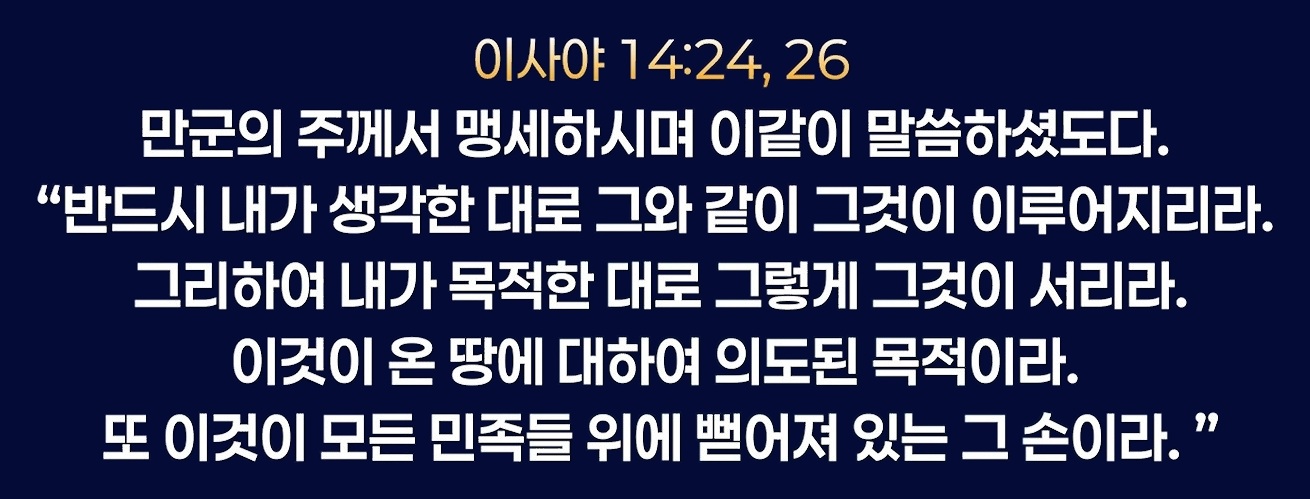 이사야 14:24, 26
만군의 주께서 맹세하시며 이같이 말씀하셨도다.
“반드시 내가 생각한 대로 그와 같이 그것이 이루어지리라.
그리하여 내가 목적한 대로 그렇게 그것이 서리라.
이것이 온 땅에 대하여 의도된 목적이라.
또 이것이 모든 민족들 위에 뻗어져 있는 그 손이라. ”